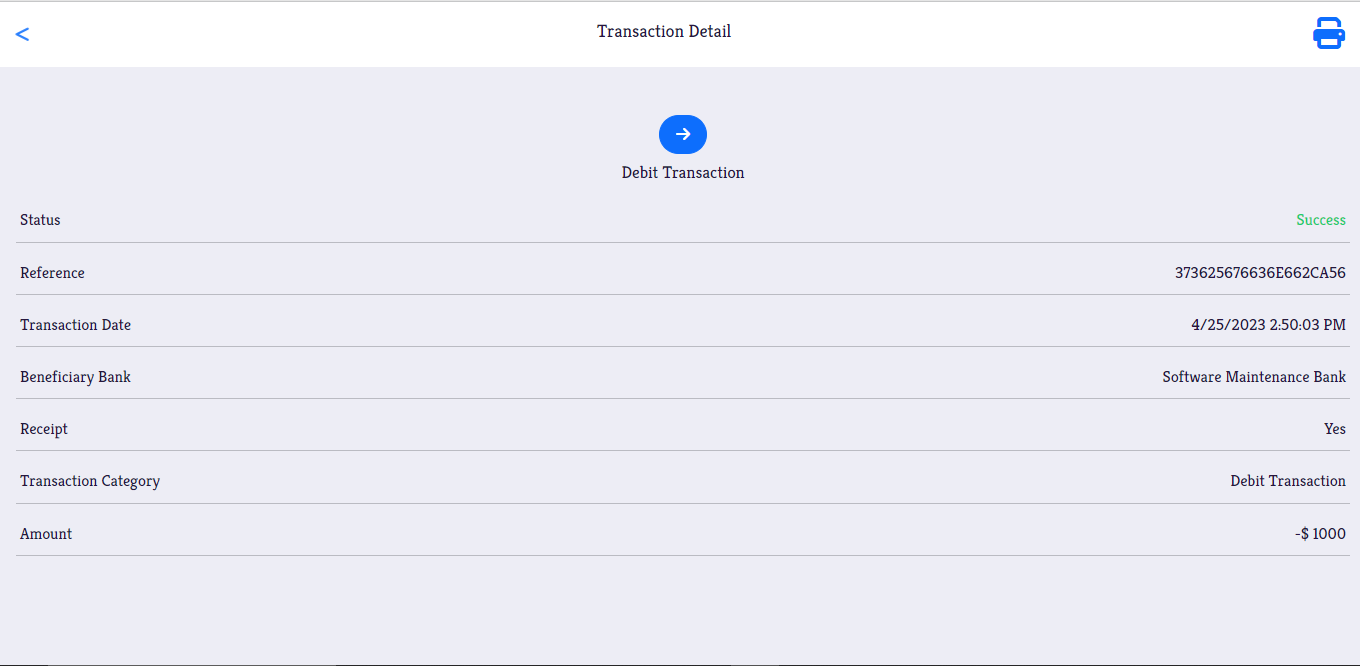 <
Transaction Detail
Debit Transaction
Status Success
Reference 373625676636E662CA56
Transaction Date 4/25/2023 2:50:03 PM
Beneficiary Bank Software Maintenance Bank
Receipt Yes
Transaction Category Debit Transaction
Amount -$ 1000